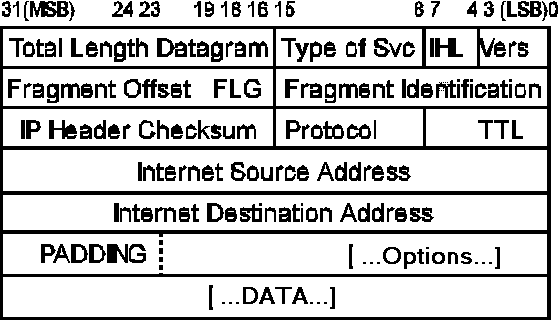 31(MSB) 24 23 19 18 16 15 8 7 4 3 (LSB)0
Total Length Datagram Type of Svc IHL Vers
Fragment Offset FLG Fragment Identification
IP Header Checksum Protocol TTL
Internet Source Address
Internet Destination Address
PADDING [ ...Options...]
[ ...DATA...]